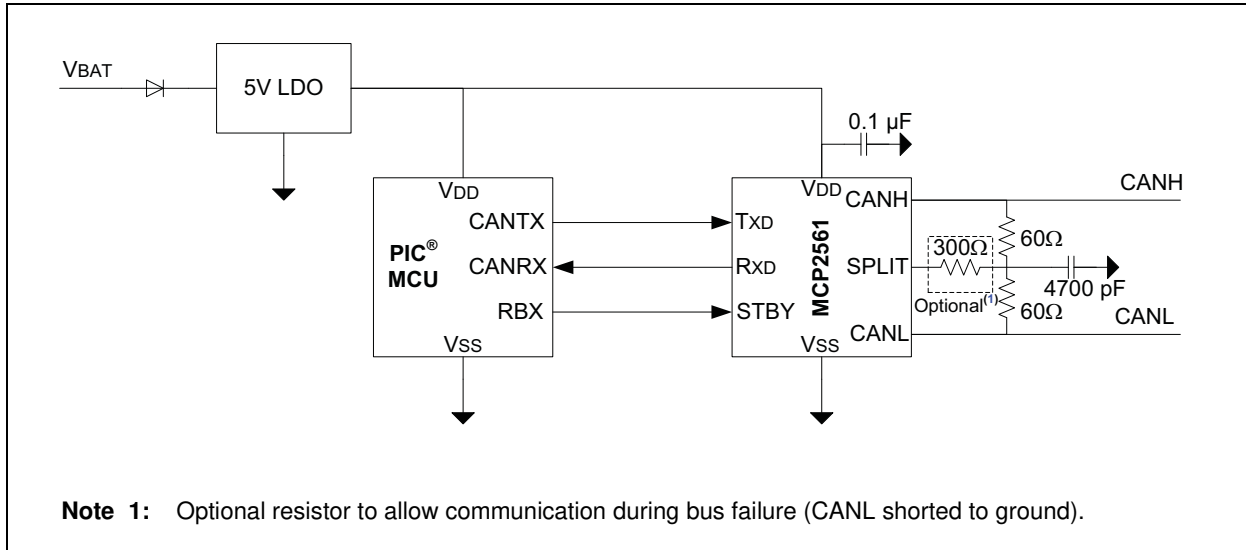 VBAT
5V LDO
0.1 µF
VDD
CANTX
PIC®
MCU
CANRX
RBX
VSS
VDD
TXD
RXD
STBY
VSS
MCP2561
CANH
SPLIT
CANL
300Ω
Optional(1)
60Ω
60Ω
4700 pF
CANH
CANL
Note 1: Optional resistor to allow communication during bus failure (CANL shorted to ground).